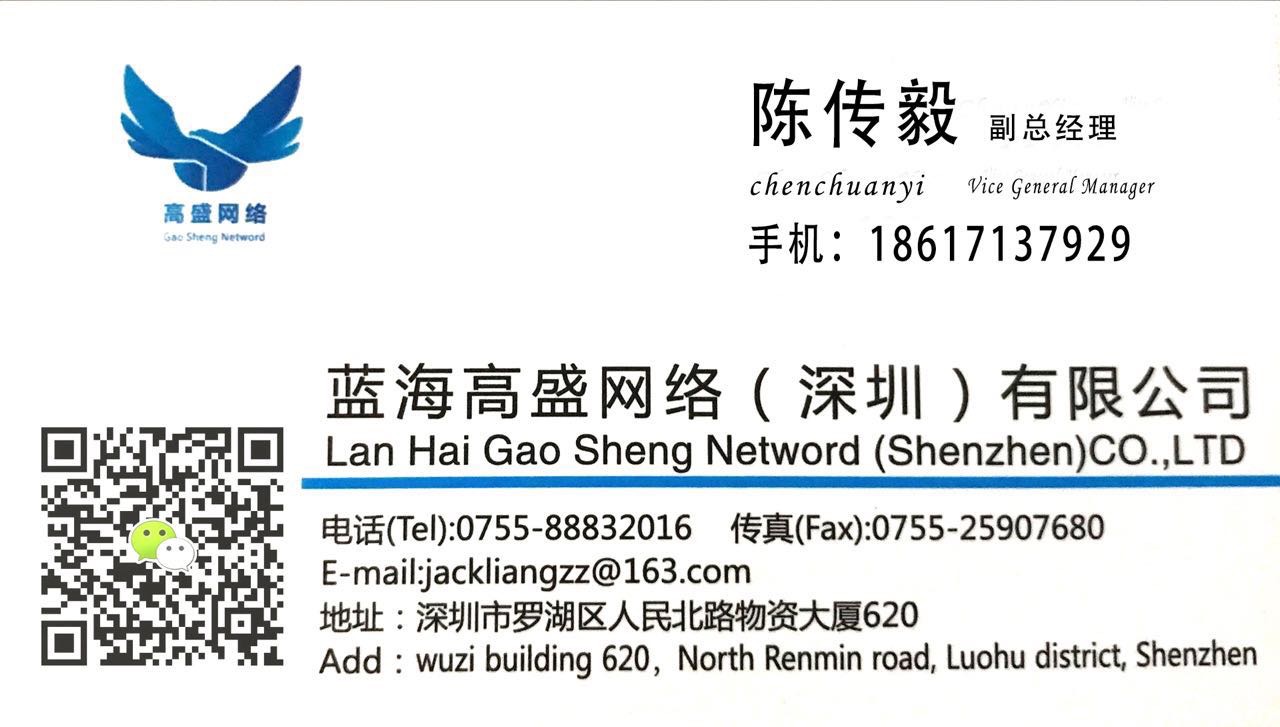 高盛网络
Gao Sheng Netword
陈传毅 副总经理
chenchuanyi Vice General Manager
手机：18617137929
蓝海高盛网络（深圳）有限公司
Lan Hai Gao Sheng Netword (Shenzhen)CO.,LTD
电话(Tel):0755-88832016 传真(Fax):0755-25907680
E-mail:jackliangzz@163.com
地址：深圳市罗湖区人民北路物资大厦620
Add：wuzi building 620，North Renmin road, Luohu district, Shenzhen